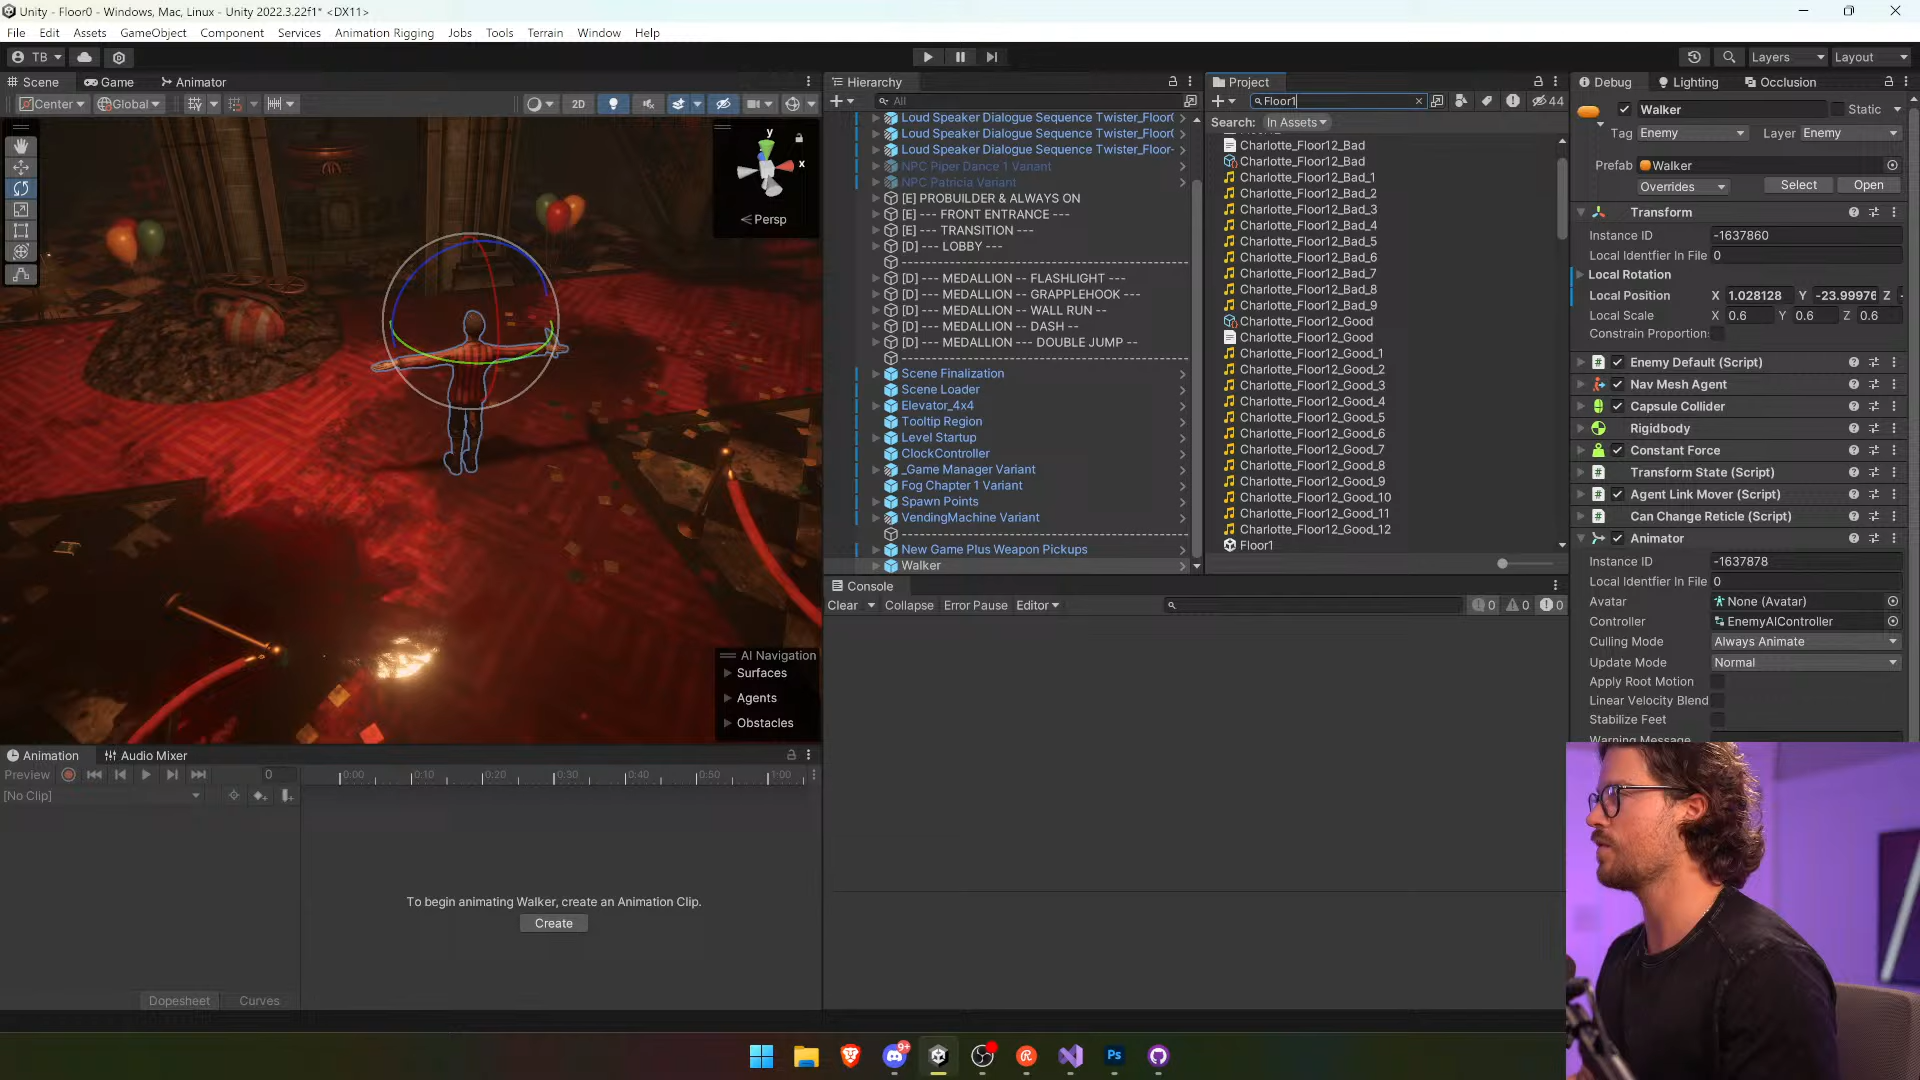 Unity - Floor0 - Windows, Mac, Linux - Unity 2022.3.22f1* <DX11>
File Edit Assets GameObject Component Services Animation Rigging Jobs Tools Terrain Window Help
TB Layers Layout
Scene Game Animator
Center Global 2D
y
x
Persp
AI Navigation
Surfaces
Agents
Obstacles
Hierarchy
All
Loud Speaker Dialogue Sequence Twister_Floor
Loud Speaker Dialogue Sequence Twister_Floor
Loud Speaker Dialogue Sequence Twister_Floor-
NPC Piper Dance 1 Variant
NPC Patricia Variant
[E] PROBUILDER & ALWAYS ON
[E] --- FRONT ENTRANCE ---
[E] --- TRANSITION ---
[D] --- LOBBY ---
[D] --- MEDALLION -- FLASHLIGHT ---
[D] --- MEDALLION -- GRAPPLEHOOK ---
[D] --- MEDALLION -- WALL RUN --
[D] --- MEDALLION -- DASH --
[D] --- MEDALLION --- DOUBLE JUMP --
Scene Finalization
Scene Loader
Elevator_4x4
Tooltip Region
Level Startup
ClockController
_Game Manager Variant
Fog Chapter 1 Variant
Spawn Points
VendingMachine Variant
New Game Plus Weapon Pickups
Walker
Project
Floor1
44
Search: In Assets
Charlotte_Floor12_Bad
Charlotte_Floor12_Bad
Charlotte_Floor12_Bad_1
Charlotte_Floor12_Bad_2
Charlotte_Floor12_Bad_3
Charlotte_Floor12_Bad_4
Charlotte_Floor12_Bad_5
Charlotte_Floor12_Bad_6
Charlotte_Floor12_Bad_7
Charlotte_Floor12_Bad_8
Charlotte_Floor12_Bad_9
Charlotte_Floor12_Good
Charlotte_Floor12_Good
Charlotte_Floor12_Good_1
Charlotte_Floor12_Good_2
Charlotte_Floor12_Good_3
Charlotte_Floor12_Good_4
Charlotte_Floor12_Good_5
Charlotte_Floor12_Good_6
Charlotte_Floor12_Good_7
Charlotte_Floor12_Good_8
Charlotte_Floor12_Good_9
Charlotte_Floor12_Good_10
Charlotte_Floor12_Good_11
Charlotte_Floor12_Good_12
Floor1
Console
Clear Collapse Error Pause Editor 0 0 0
Debug Lighting Occlusion
Walker Static
Tag Enemy Layer Enemy
Prefab Walker
Overrides Select Open
Transform
Instance ID -1637860
Local Identifier In File 0
Local Rotation
Local Position X 1.028128 Y -23.99976 Z
Local Scale X 0.6 Y 0.6 Z 0.6
Constrain Proportion
Enemy Default (Script)
Nav Mesh Agent
Capsule Collider
Rigidbody
Constant Force
Transform State (Script)
Agent Link Mover (Script)
Can Change Reticle (Script)
Animator
Instance ID -1637878
Local Identfier In File 0
Avatar None (Avatar)
Controller EnemyAIController
Culling Mode Always Animate
Update Mode Normal
Apply Root Motion
Linear Velocity Blend
Stabilize Feet
Warning Message
Animation Audio Mixer
Preview 0 0:00 0:10 0:20 0:30 0:40 0:50 1:00
[No Clip]
To begin animating Walker, create an Animation Clip.
Create
Dopesheet Curves
9+
Ps